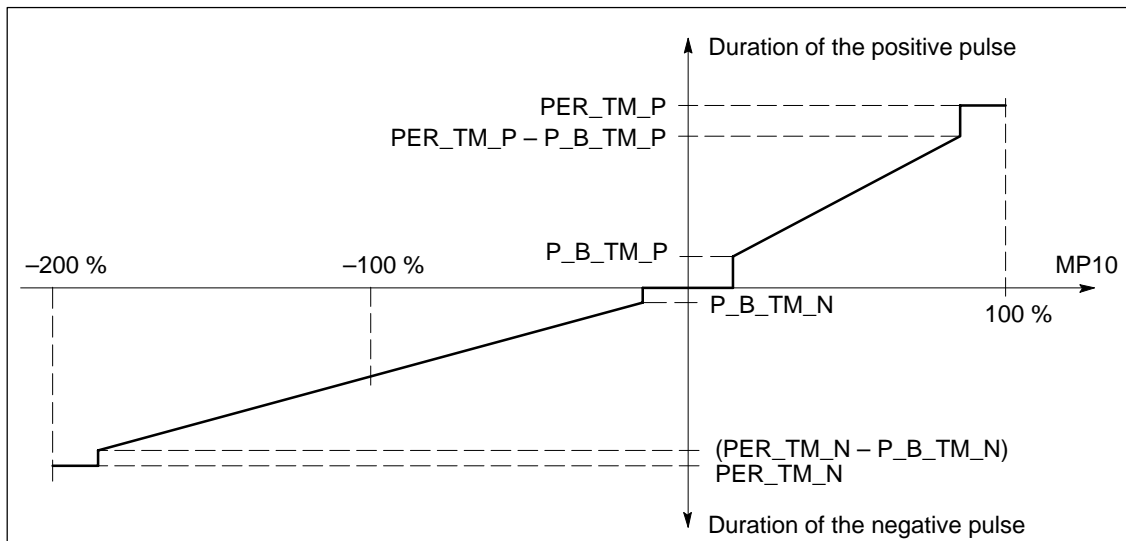 Duration of the positive pulse
PER_TM_P
PER_TM_P – P_B_TM_P
P_B_TM_P
–200 %
–100 %
MP10
P_B_TM_N
100 %
(PER_TM_N – P_B_TM_N)
PER_TM_N
Duration of the negative pulse